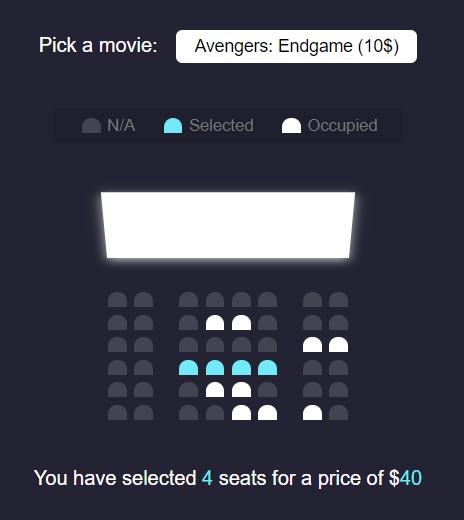 Pick a movie: Avengers: Endgame (10$)
N/A Selected Occupied
You have selected 4 seats for a price of $40